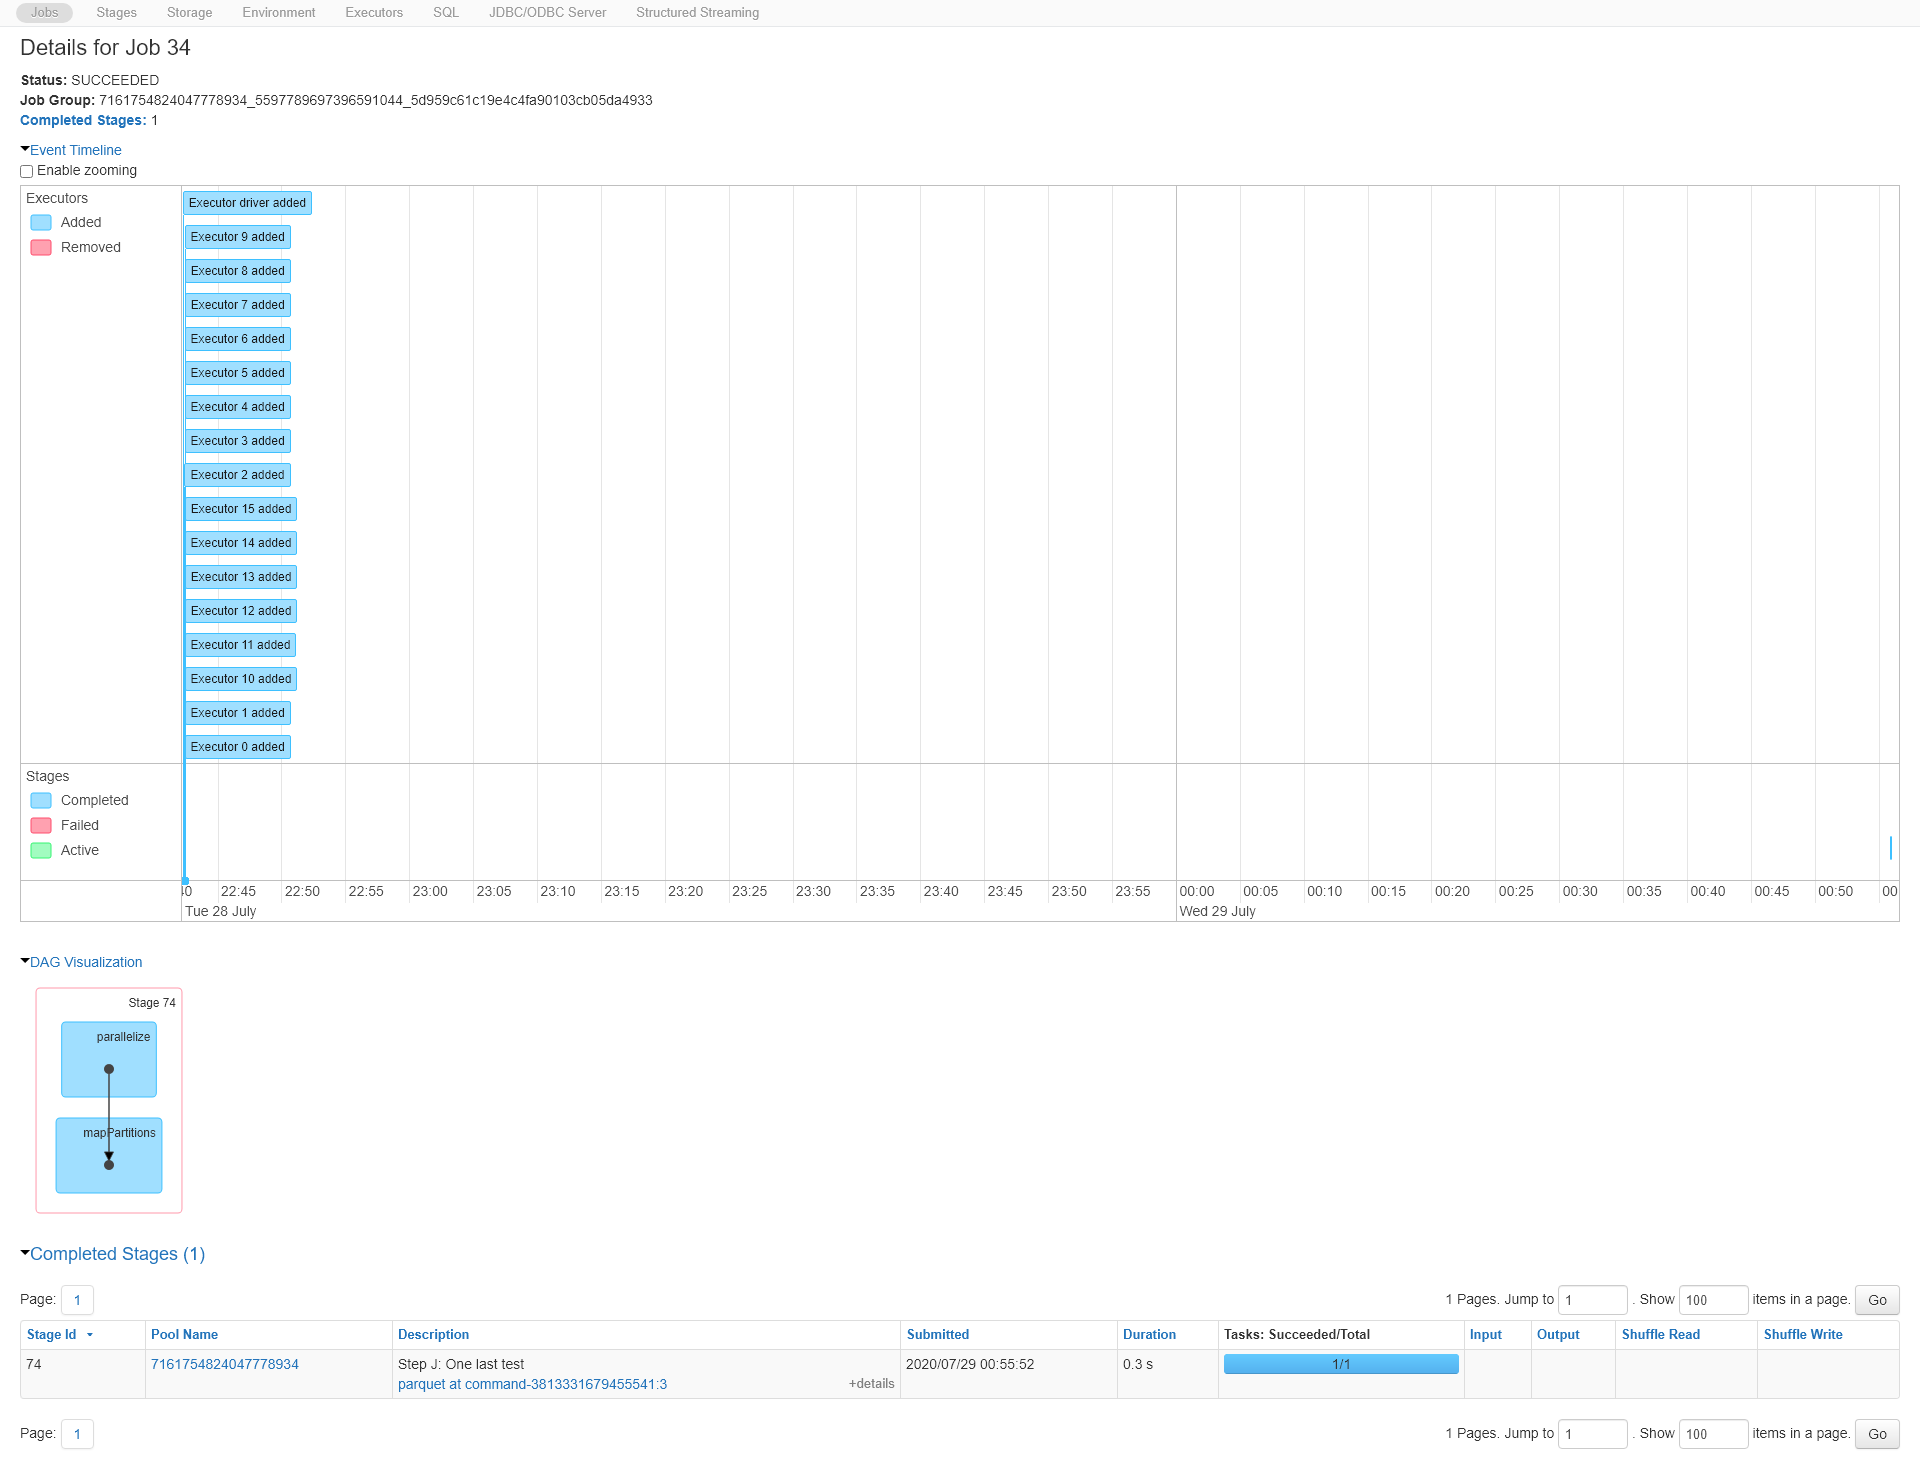 Jobs Stages Storage Environment Executors SQL JDBC/ODBC Server Structured Streaming
Details for Job 34
Status: SUCCEEDED
Job Group: 7161754824047778934_5597789697396591044_5d959c61c19e4c4fa90103cb05da4933
Completed Stages: 1
Event Timeline
Enable zooming
Executors
Added
Removed
Executor driver added
Executor 9 added
Executor 8 added
Executor 7 added
Executor 6 added
Executor 5 added
Executor 4 added
Executor 3 added
Executor 2 added
Executor 15 added
Executor 14 added
Executor 13 added
Executor 12 added
Executor 11 added
Executor 10 added
Executor 1 added
Executor 0 added
Stages
Completed
Failed
Active
22:45 22:50 22:55 23:00 23:05 23:10 23:15 23:20 23:25 23:30 23:35 23:40 23:45 23:50 23:55 00:00 00:05 00:10 00:15 00:20 00:25 00:30 00:35 00:40 00:45 00:50 00
Tue 28 July Wed 29 July
DAG Visualization
Stage 74
parallelize
mapPartitions
Completed Stages (1)
Page: 1 1 Pages. Jump to 1 . Show 100 items in a page. Go
Stage Id Pool Name Description Submitted Duration Tasks: Succeeded/Total Input Output Shuffle Read Shuffle Write
74 7161754824047778934 Step J: One last test 2020/07/29 00:55:52 0.3 s 1/1
parquet at command-3813331679455541:3 +details
Page: 1 1 Pages. Jump to 1 . Show 100 items in a page. Go